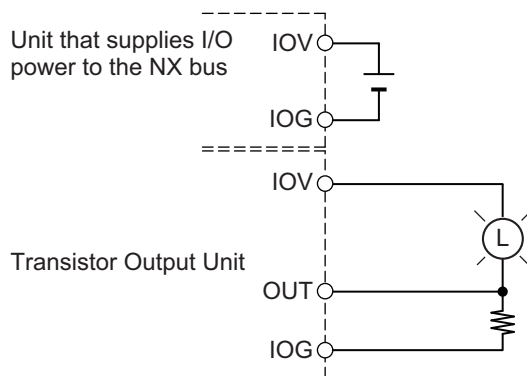 Unit that supplies I/O
power to the NX bus
IOV
IOG
IOV
L
Transistor Output Unit
OUT
IOG